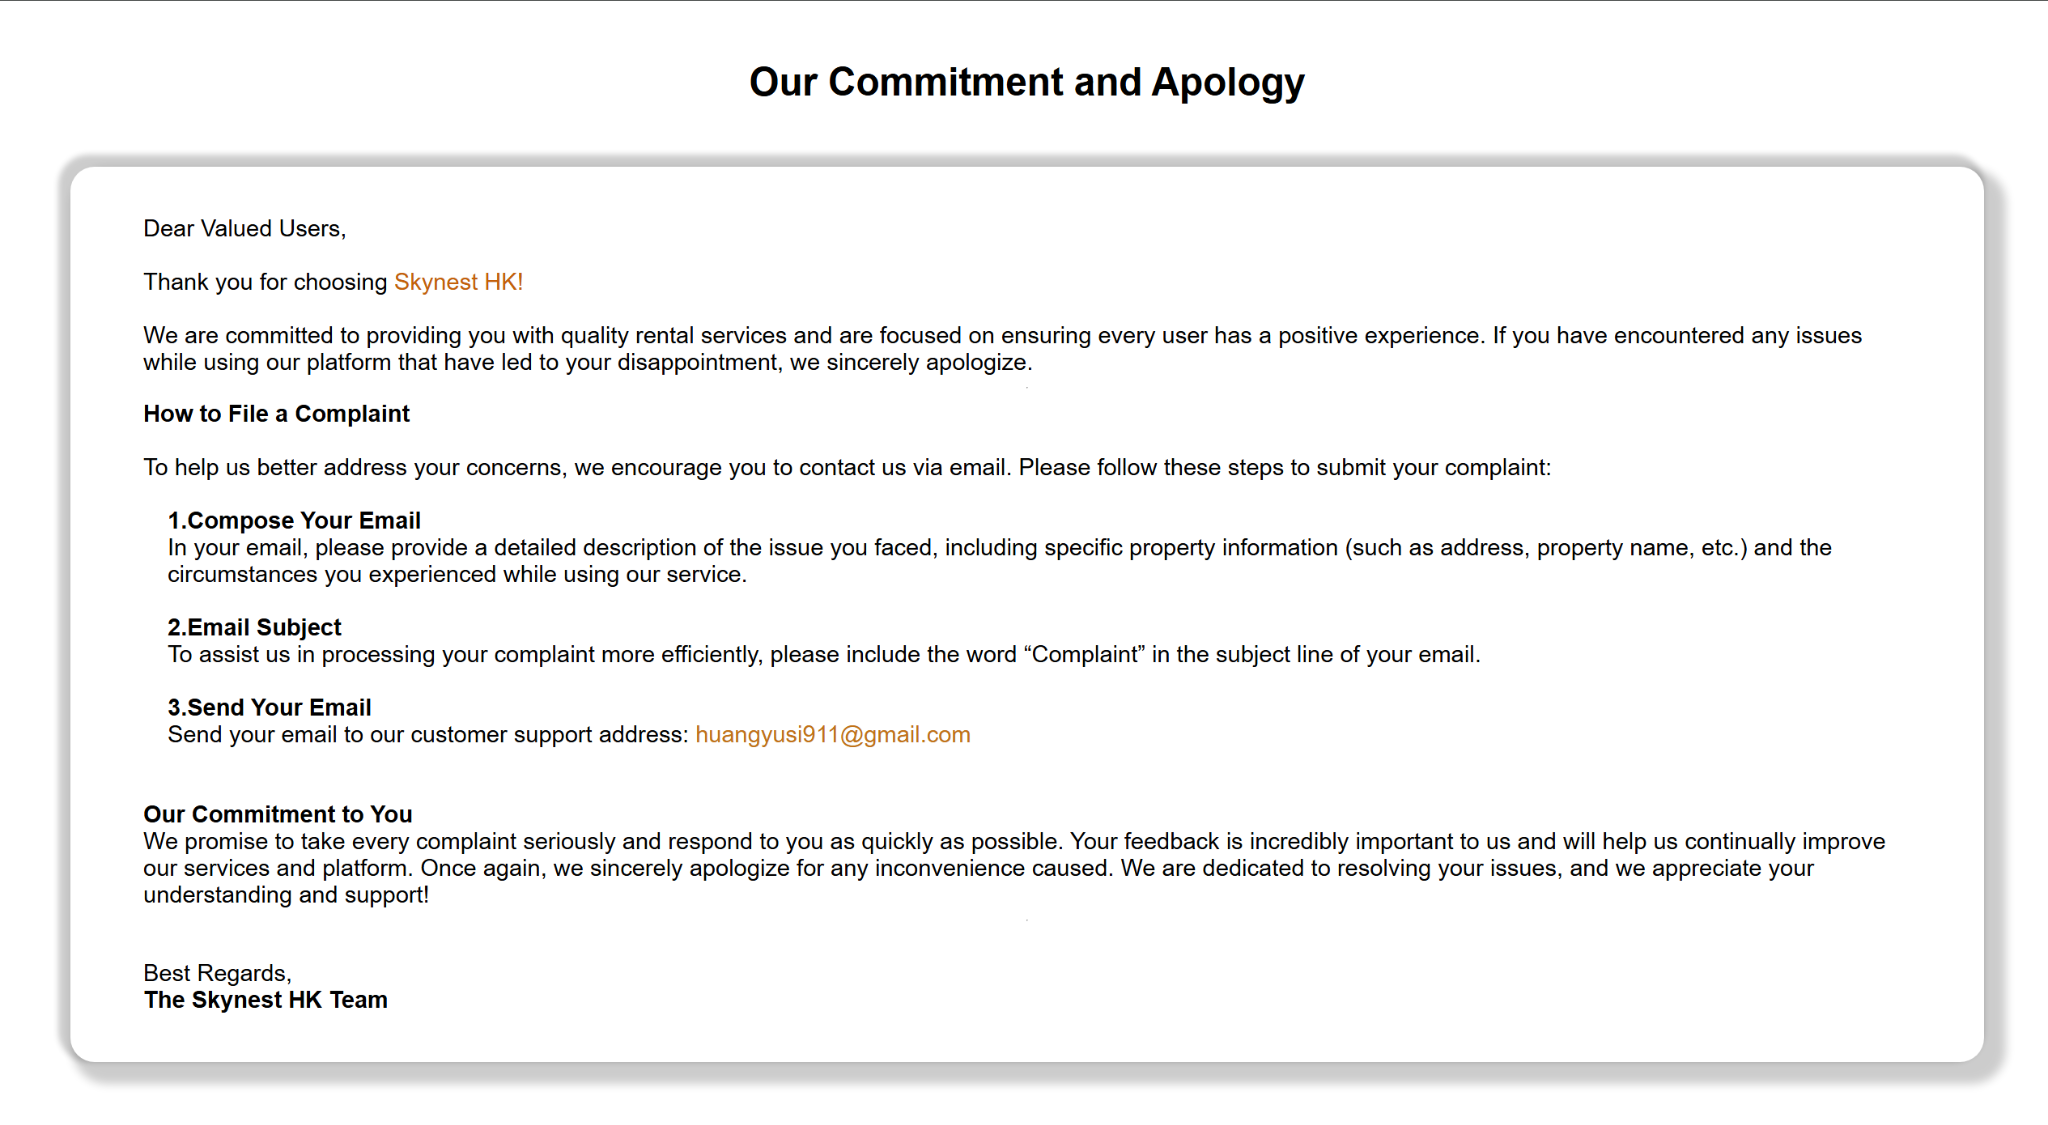 Our Commitment and Apology
Dear Valued Users,
Thank you for choosing Skynest HK!
We are committed to providing you with quality rental services and are focused on ensuring every user has a positive experience. If you have encountered any issues
while using our platform that have led to your disappointment, we sincerely apologize.
How to File a Complaint
To help us better address your concerns, we encourage you to contact us via email. Please follow these steps to submit your complaint:
1.Compose Your Email
In your email, please provide a detailed description of the issue you faced, including specific property information (such as address, property name, etc.) and the
circumstances you experienced while using our service.
2.Email Subject
To assist us in processing your complaint more efficiently, please include the word “Complaint” in the subject line of your email.
3.Send Your Email
Send your email to our customer support address: huangyusi911@gmail.com
Our Commitment to You
We promise to take every complaint seriously and respond to you as quickly as possible. Your feedback is incredibly important to us and will help us continually improve
our services and platform. Once again, we sincerely apologize for any inconvenience caused. We are dedicated to resolving your issues, and we appreciate your
understanding and support!
Best Regards,
The Skynest HK Team